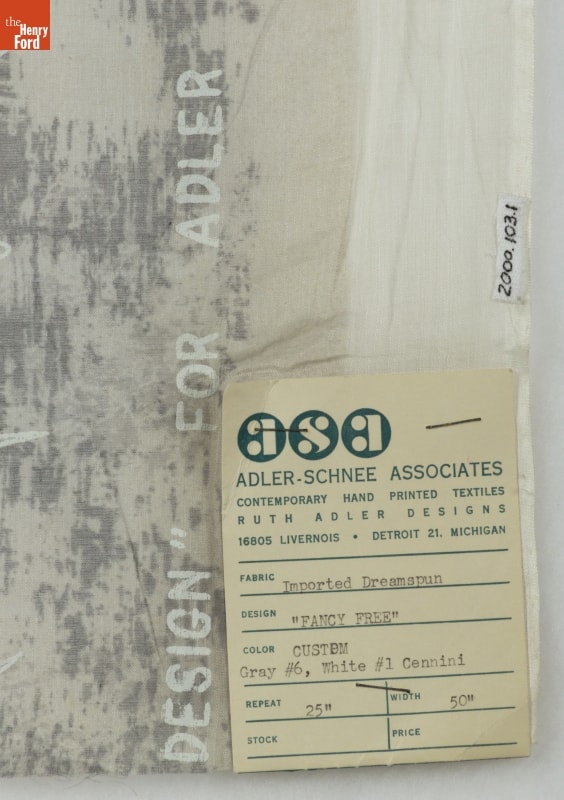 the
Henry
Ford
DESIGN" FOR ADLER
2000.103.1
asa
ADLER-SCHNEE ASSOCIATES
CONTEMPORARY HAND PRINTED TEXTILES
RUTH ADLER DESIGNS
16805 LIVERNOIS • DETROIT 21, MICHIGAN
FABRIC Imported Dreamspun
DESIGN "FANCY FREE"
COLOR CUSTOM
Gray #6, White #1 Cennini
REPEAT 25" WIDTH 50"
STOCK PRICE